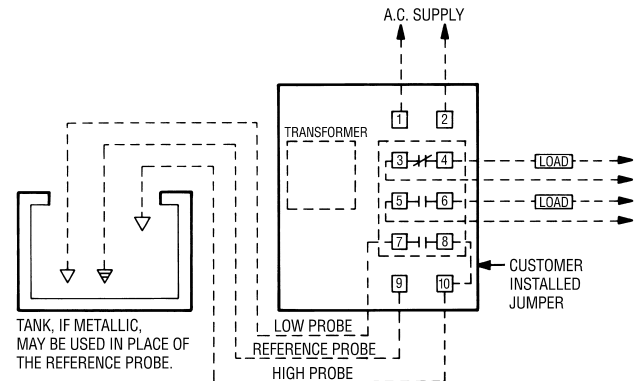 A.C. SUPPLY
1 2
TRANSFORMER
3 4 LOAD
5 6 LOAD
7 8
9 10
CUSTOMER
INSTALLED
JUMPER
TANK, IF METALLIC,
MAY BE USED IN PLACE OF
THE REFERENCE PROBE.
LOW PROBE
REFERENCE PROBE
HIGH PROBE